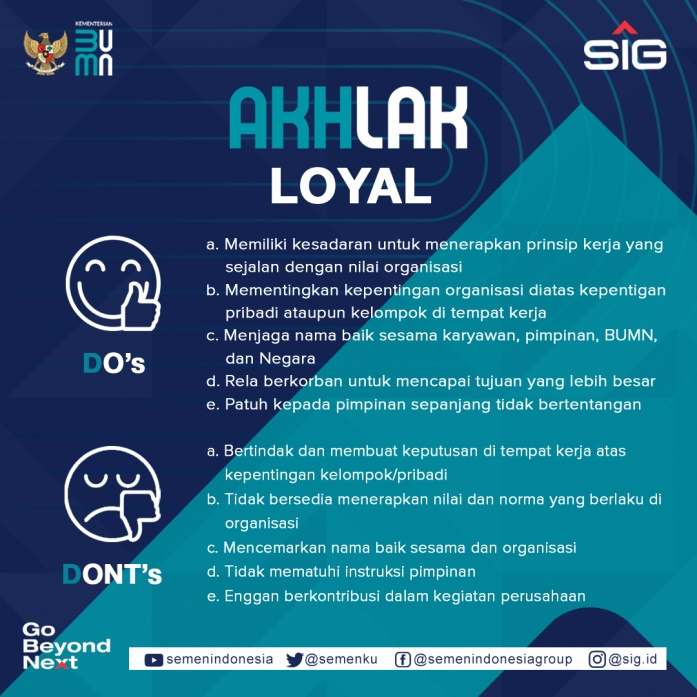 KEMENTERIAN
BUMN
SIG
AKHLAK
LOYAL
a. Memiliki kesadaran untuk menerapkan prinsip kerja yang
sejalan dengan nilai organisasi
b. Mementingkan kepentingan organisasi diatas kepentigan
pribadi ataupun kelompok di tempat kerja
c. Menjaga nama baik sesama karyawan, pimpinan, BUMN,
dan Negara
d. Rela berkorban untuk mencapai tujuan yang lebih besar
e. Patuh kepada pimpinan sepanjang tidak bertentangan
DO's
a. Bertindak dan membuat keputusan di tempat kerja atas
kepentingan kelompok/pribadi
b. Tidak bersedia menerapkan nilai dan norma yang berlaku di
organisasi
c. Mencemarkan nama baik sesama dan organisasi
d. Tidak mematuhi instruksi pimpinan
e. Enggan berkontribusi dalam kegiatan perusahaan
DONT's
Go
Beyond
Next
semenindonesia @semenku @semenindonesiagroup @sig.id